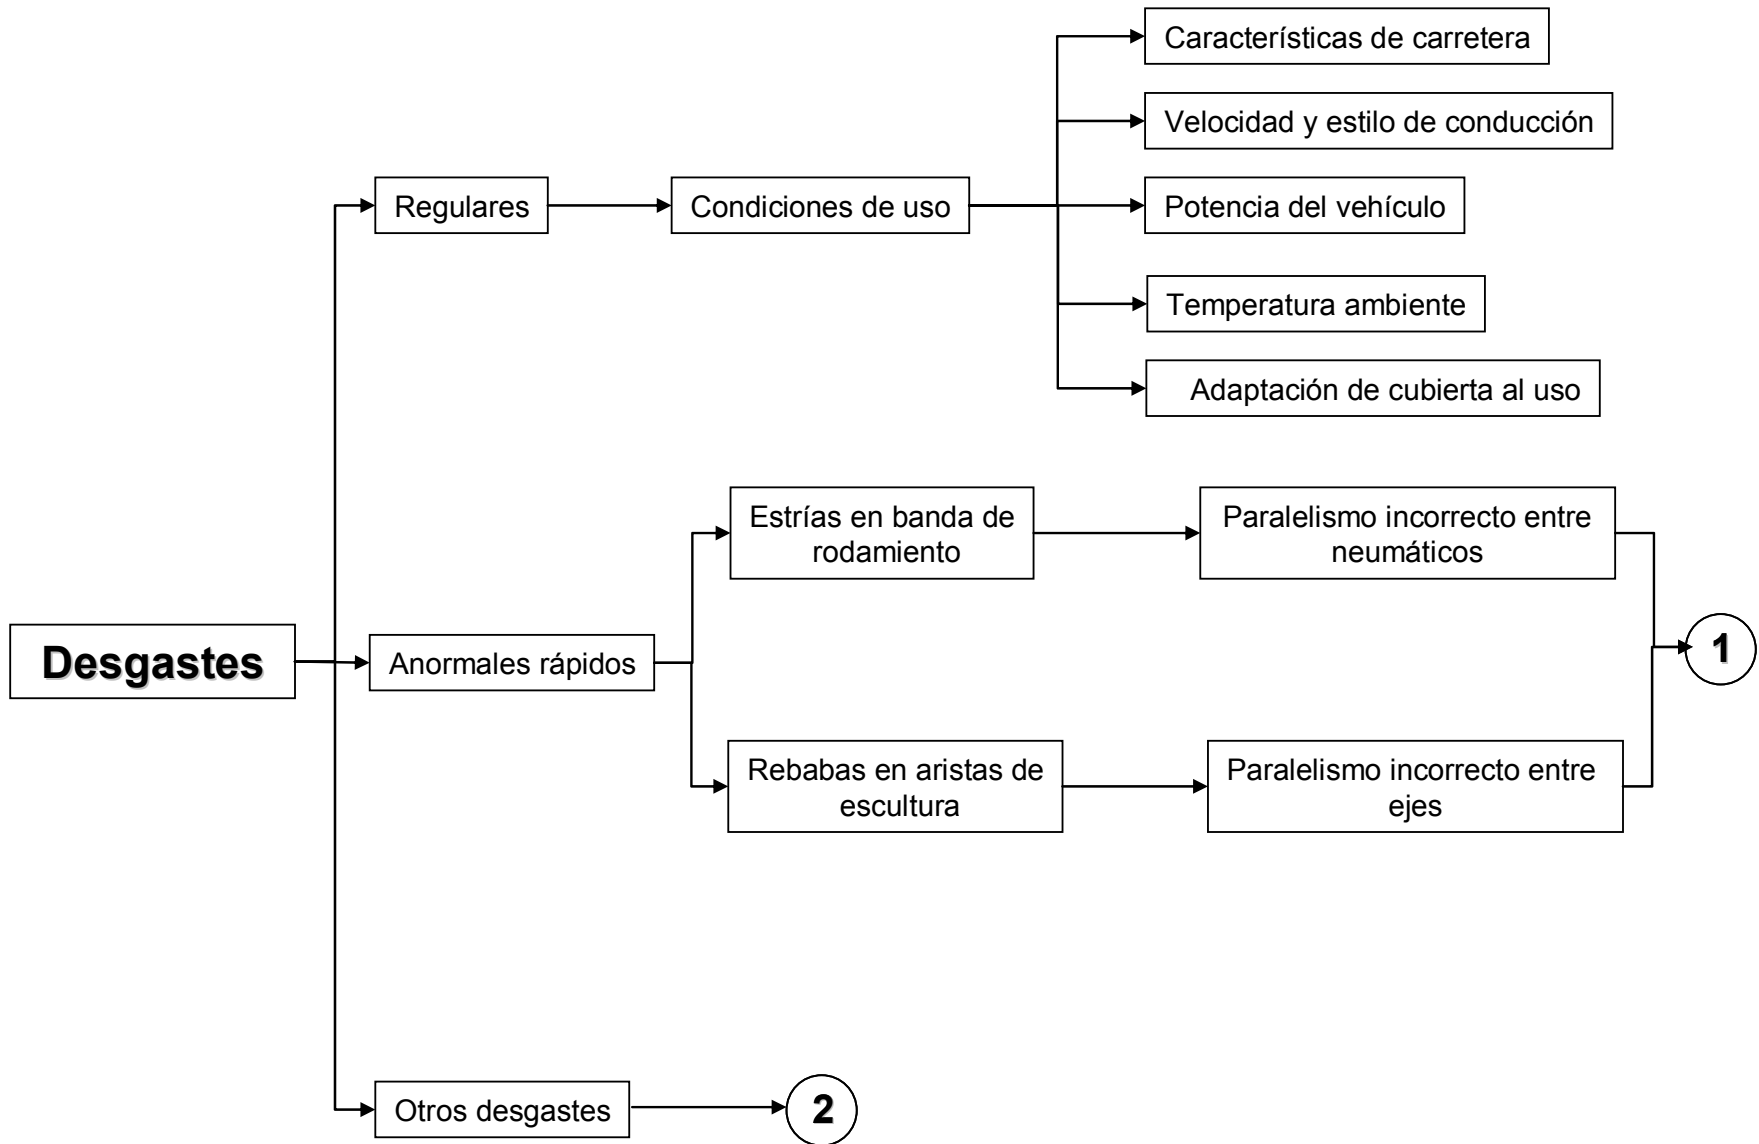 Características de carretera
Velocidad y estilo de conducción
Regulares
Condiciones de uso
Potencia del vehículo
Temperatura ambiente
Adaptación de cubierta al uso
Estrías en banda de
rodamiento
Paralelismo incorrecto entre
neumáticos
Desgastes
Anormales rápidos
1
Rebabas en aristas de
escultura
Paralelismo incorrecto entre
ejes
Otros desgastes
2